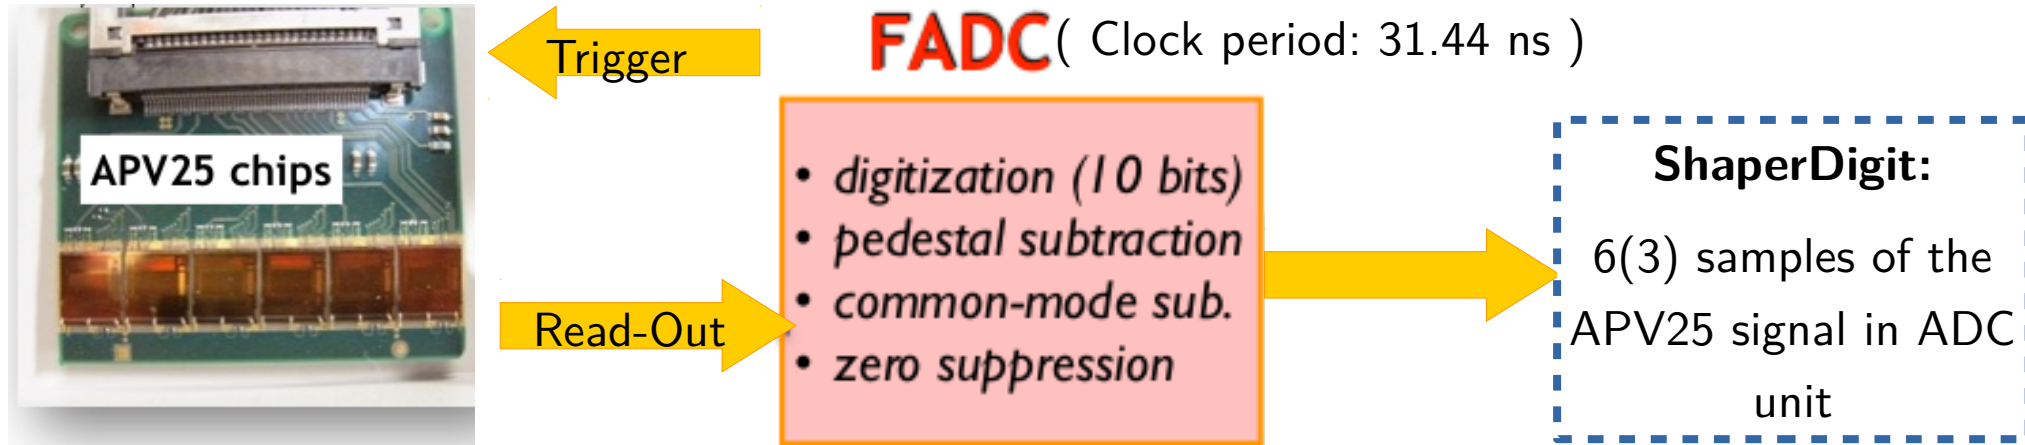 Trigger
FADC ( Clock period: 31.44 ns )
APV25 chips
Read-Out
• digitization (10 bits)
• pedestal subtraction
• common-mode sub.
• zero suppression
ShaperDigit:
6(3) samples of the
APV25 signal in ADC
unit